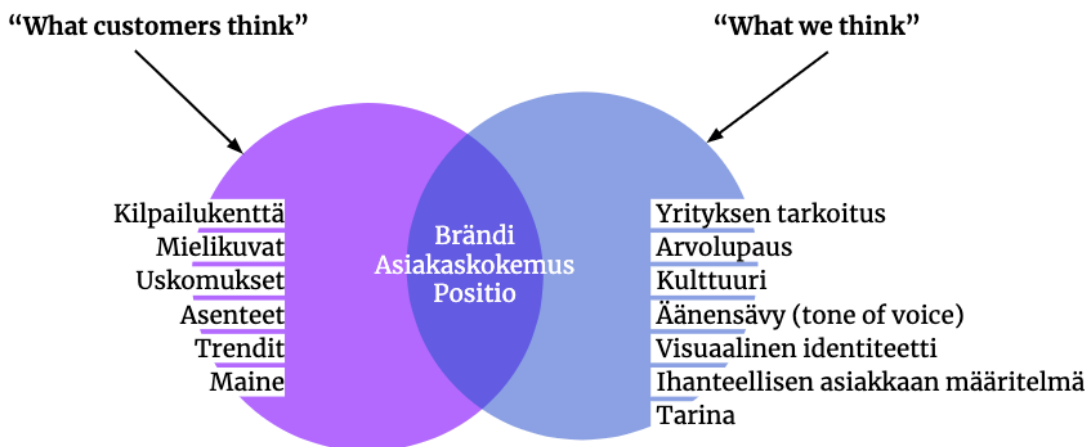 “What customers think”
“What we think”
Kilpailukenttä
Mielikuvat
Uskomukset
Asenteet
Trendit
Maine
Brändi
Asiakaskokemus
Positio
Yrityksen tarkoitus
Arvolupaus
Kulttuuri
Äänensävy (tone of voice)
Visuaalinen identiteetti
Ihanteellisen asiakkaan määritelmä
Tarina